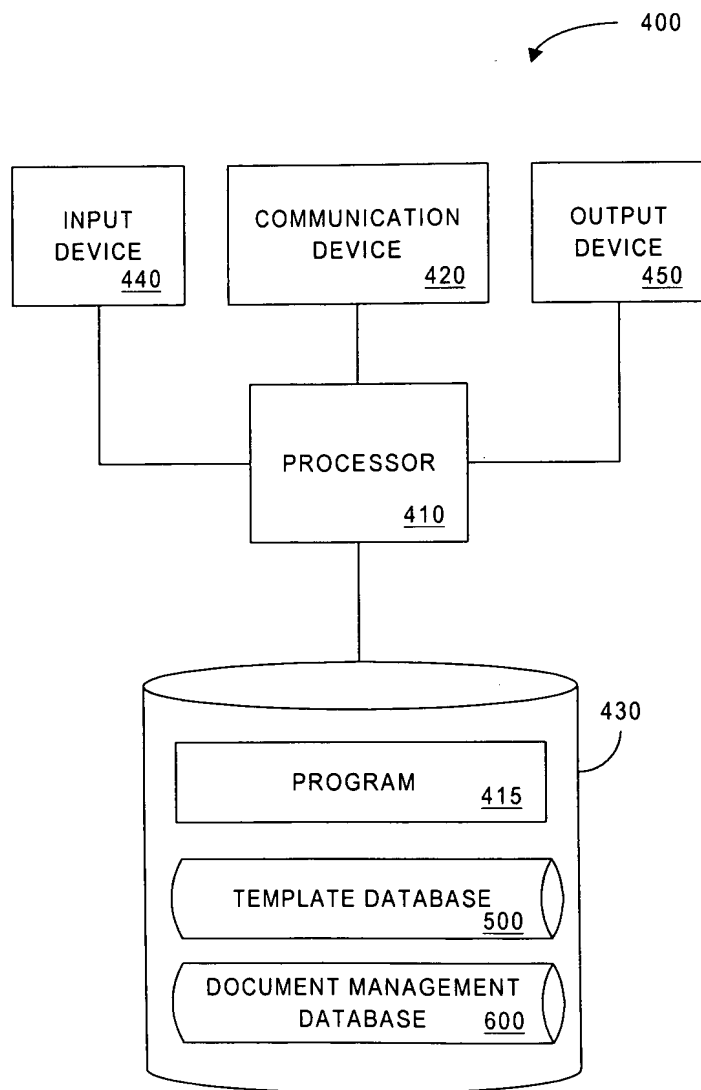 400
INPUT
DEVICE
440
COMMUNICATION
DEVICE
420
OUTPUT
DEVICE
450
PROCESSOR
410
430
PROGRAM
415
TEMPLATE DATABASE
500
DOCUMENT MANAGEMENT
DATABASE
600